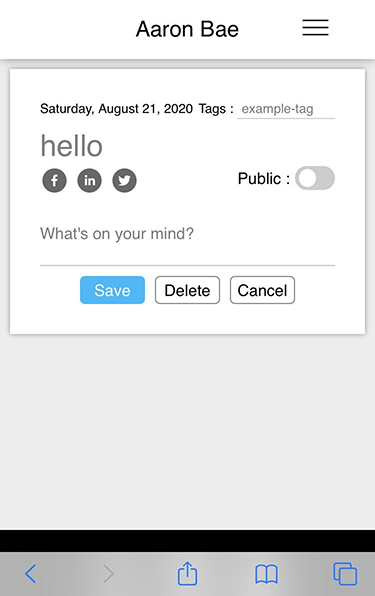 Aaron Bae
Saturday, August 21, 2020 Tags : example-tag
hello
f in
Public :
What's on your mind?
Save Delete Cancel